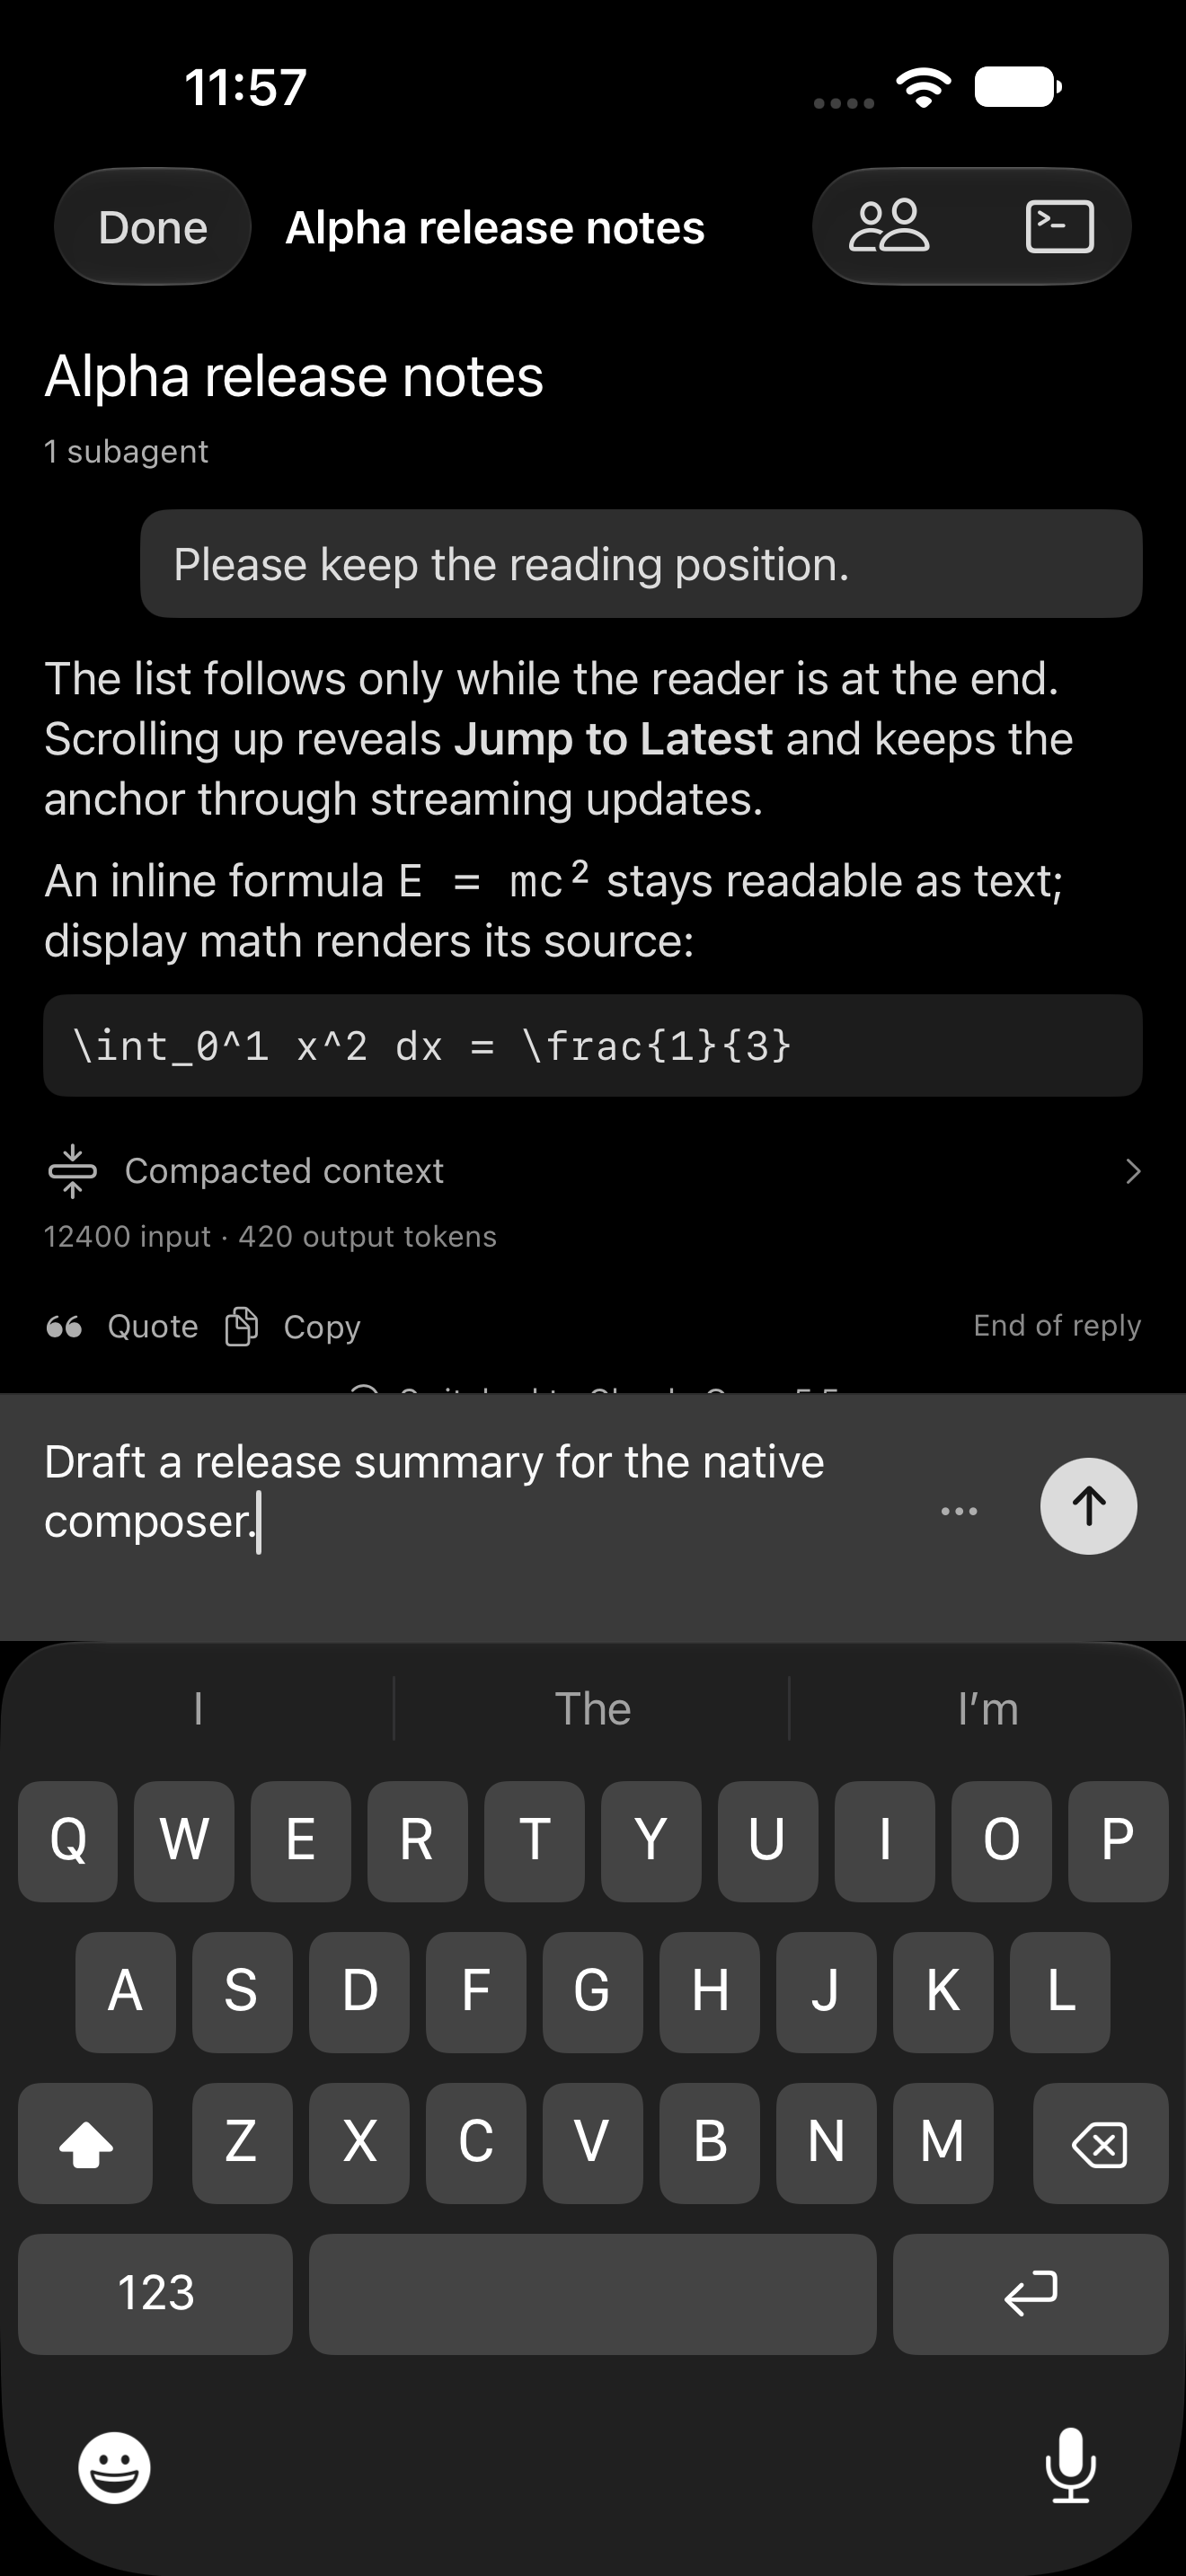 11:57
Done
Alpha release notes
Alpha release notes
1 subagent
Please keep the reading position.
The list follows only while the reader is at the end.
Scrolling up reveals Jump to Latest and keeps the
anchor through streaming updates.
An inline formula E = mc² stays readable as text;
display math renders its source:
\int_0^1 x^2 dx = \frac{1}{3}
Compacted context
12400 input · 420 output tokens
Quote
Copy
End of reply
Draft a release summary for the native
composer.
I
The
I’m
Q W E R T Y U I O P
A S D F G H J K L
Z X C V B N M
123